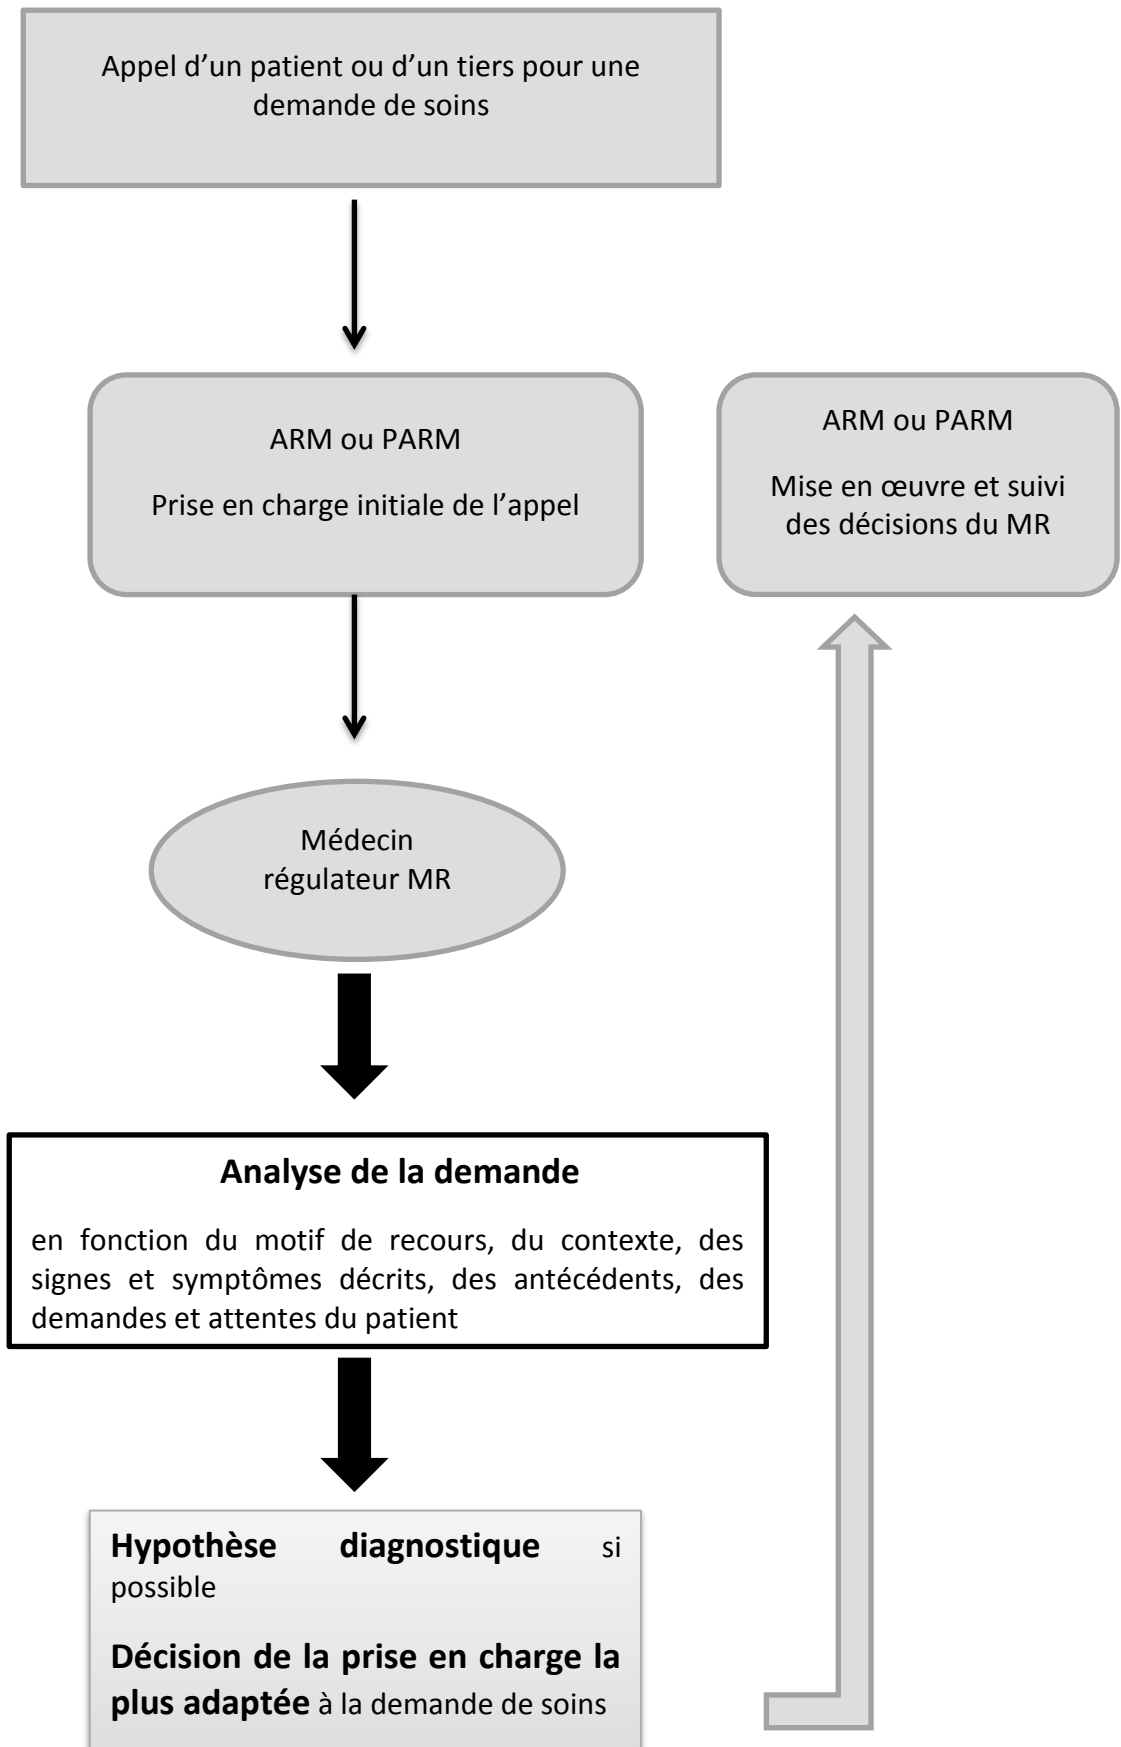 Appel d’un patient ou d’un tiers pour une
demande de soins
ARM ou PARM
Prise en charge initiale de l’appel
ARM ou PARM
Mise en œuvre et suivi
des décisions du MR
Médecin
régulateur MR
Analyse de la demande
en fonction du motif de recours, du contexte, des
signes et symptômes décrits, des antécédents, des
demandes et attentes du patient
Hypothèse diagnostique si
possible
Décision de la prise en charge la
plus adaptée à la demande de soins